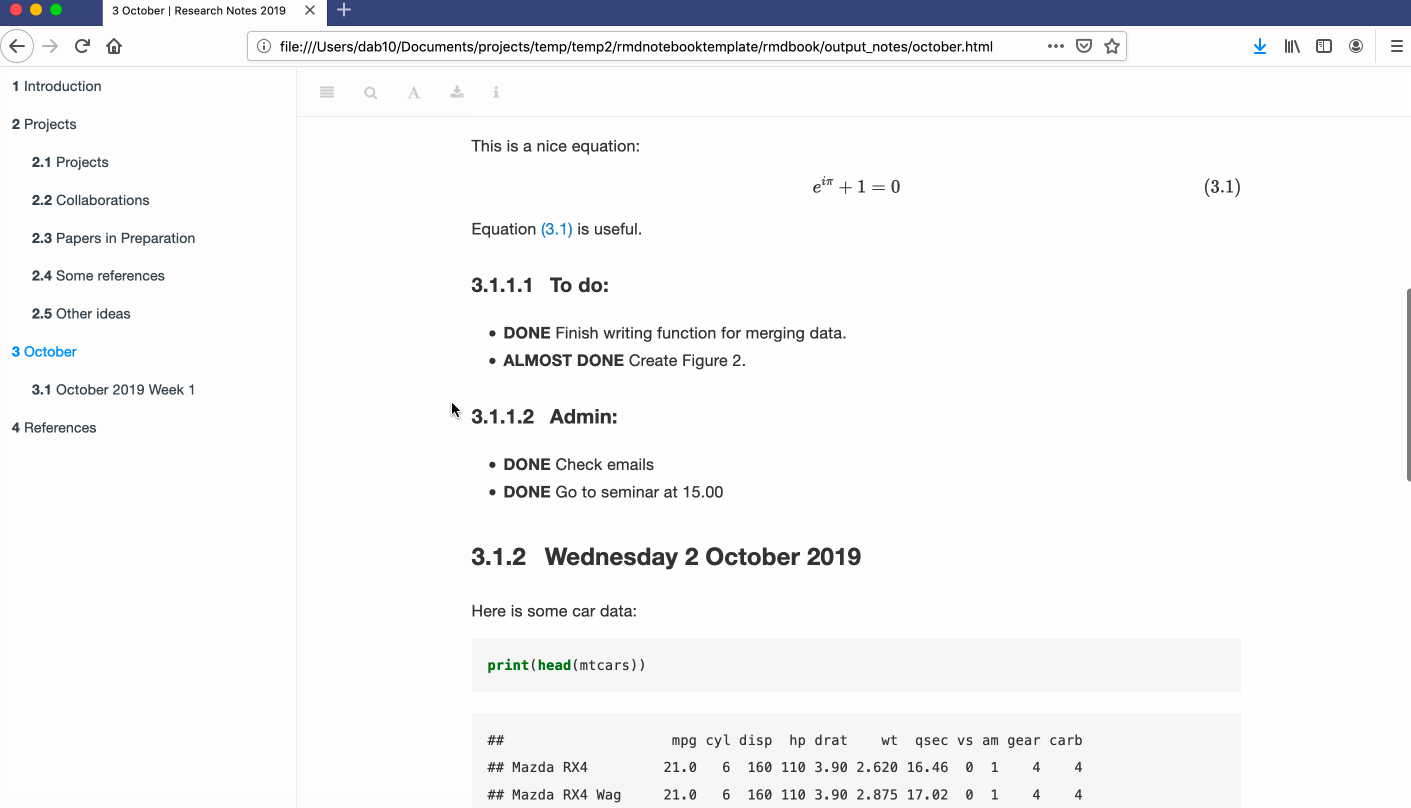 3 October | Research Notes 2019
file:///Users/dab10/Documents/projects/temp/temp2/rmdnotebooktemplate/rmdbook/output_notes/october.html
1 Introduction
2 Projects
2.1 Projects
2.2 Collaborations
2.3 Papers in Preparation
2.4 Some references
2.5 Other ideas
3 October
3.1 October 2019 Week 1
4 References
This is a nice equation:
e^{iπ} + 1 = 0 (3.1)
Equation (3.1) is useful.
3.1.1.1 To do:
• DONE Finish writing function for merging data.
• ALMOST DONE Create Figure 2.
3.1.1.2 Admin:
• DONE Check emails
• DONE Go to seminar at 15.00
3.1.2 Wednesday 2 October 2019
Here is some car data:
print(head(mtcars))
## mpg cyl disp hp drat wt qsec vs am gear carb
## Mazda RX4 21.0 6 160 110 3.90 2.620 16.46 0 1 4 4
## Mazda RX4 Wag 21.0 6 160 110 3.90 2.875 17.02 0 1 4 4